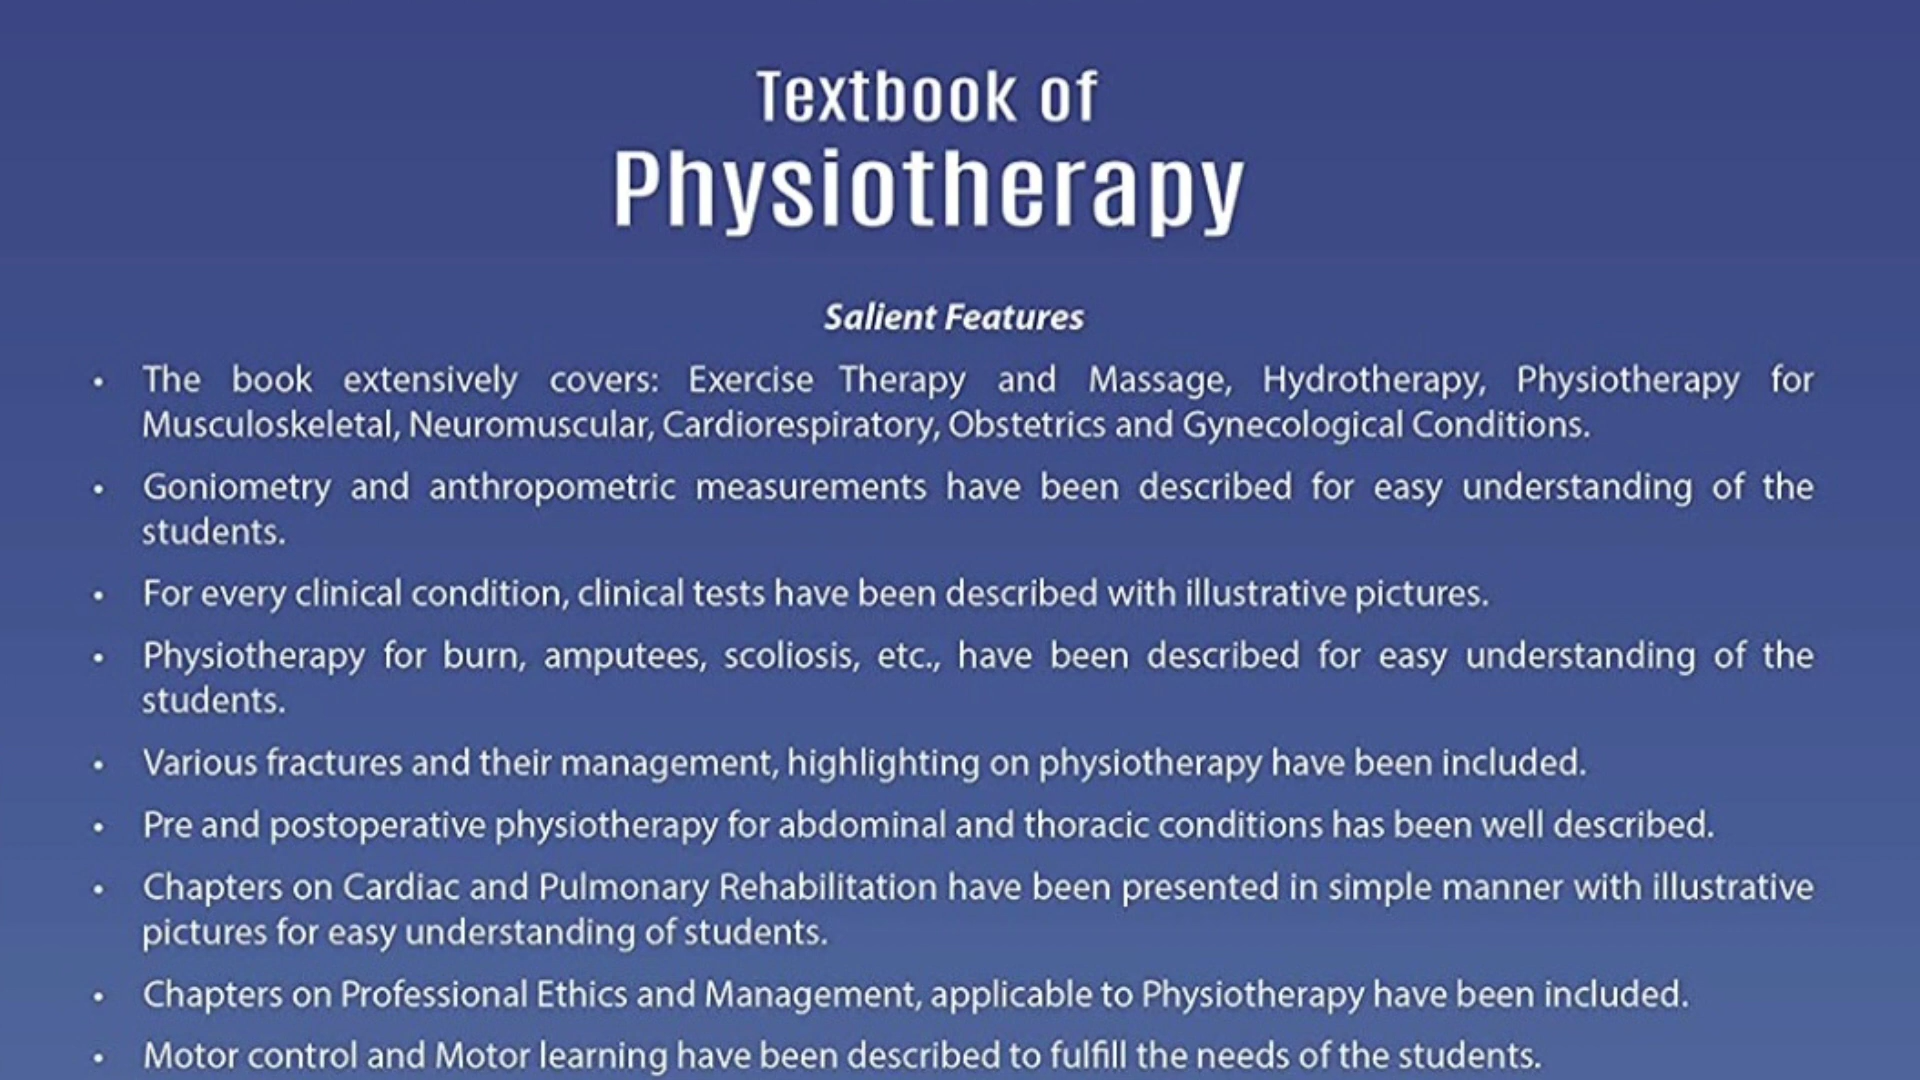 Textbook of
Physiotherapy
Salient Features
• The book extensively covers: Exercise Therapy and Massage, Hydrotherapy, Physiotherapy for
Musculoskeletal, Neuromuscular, Cardiorespiratory, Obstetrics and Gynecological Conditions.
• Goniometry and anthropometric measurements have been described for easy understanding of the
students.
• For every clinical condition, clinical tests have been described with illustrative pictures.
• Physiotherapy for burn, amputees, scoliosis, etc., have been described for easy understanding of the
students.
• Various fractures and their management, highlighting on physiotherapy have been included.
• Pre and postoperative physiotherapy for abdominal and thoracic conditions has been well described.
• Chapters on Cardiac and Pulmonary Rehabilitation have been presented in simple manner with illustrative
pictures for easy understanding of students.
• Chapters on Professional Ethics and Management, applicable to Physiotherapy have been included.
• Motor control and Motor learning have been described to fulfill the needs of the students.